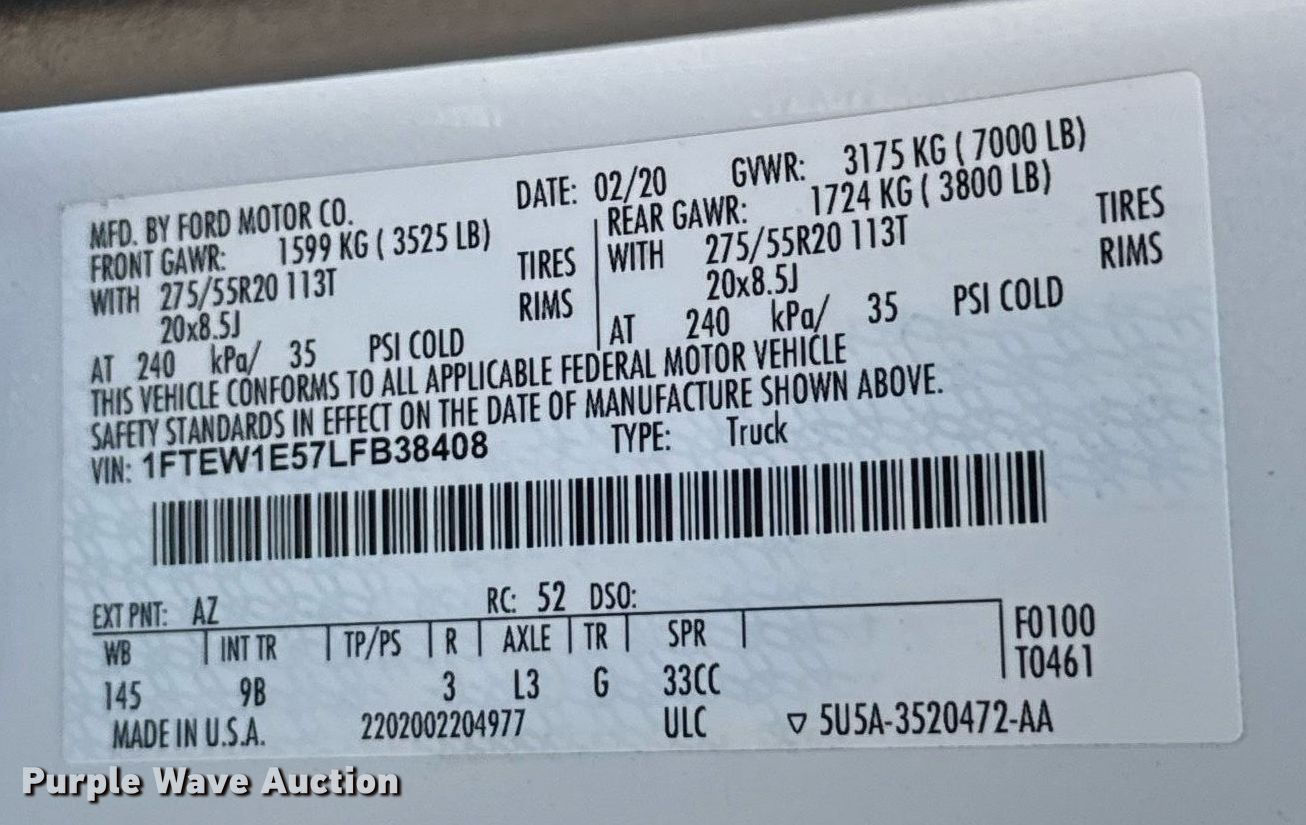 MFD. BY FORD MOTOR CO. DATE: 02/20 GVWR: 3175 KG ( 7000 LB)
FRONT GAWR: 1599 KG ( 3525 LB)
WITH 275/55R20 113T TIRES
20x8.5J RIMS
AT 240 kPa/ 35 PSI COLD
REAR GAWR: 1724 KG ( 3800 LB)
WITH 275/55R20 113T TIRES
20x8.5J RIMS
AT 240 kPa/ 35 PSI COLD
THIS VEHICLE CONFORMS TO ALL APPLICABLE FEDERAL MOTOR VEHICLE
SAFETY STANDARDS IN EFFECT ON THE DATE OF MANUFACTURE SHOWN ABOVE.
VIN: 1FTEW1E57LFB38408 TYPE: Truck
EXT PNT: AZ RC: 52 DSO:
WB INT TR TP/PS R AXLE TR SPR F0100
145 9B 3 L3 G 33CC T0461
MADE IN U.S.A. 2202002204977 ULC ▽ 5U5A-3520472-AA
Purple Wave Auction